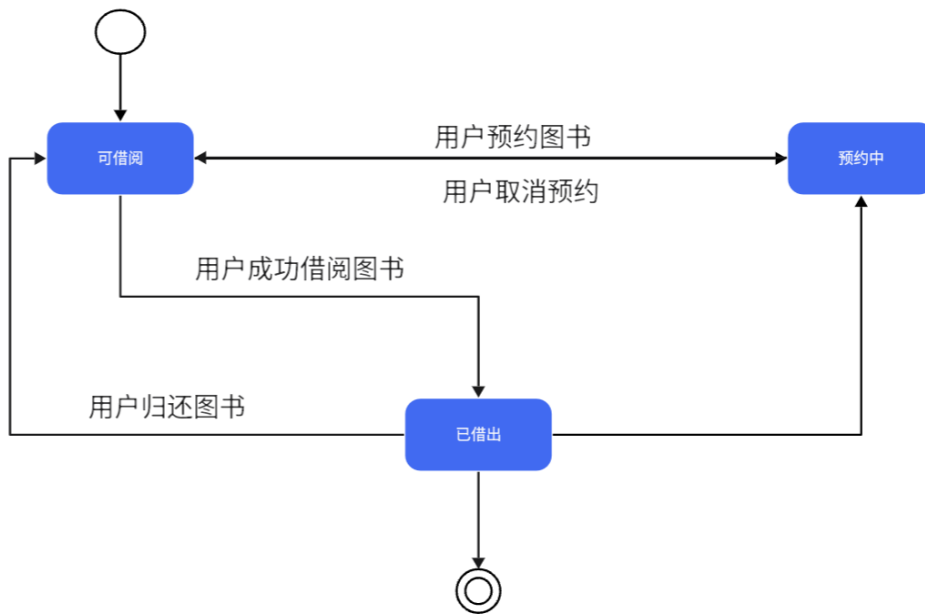 用户预约图书
可借阅
预约中
用户取消预约
用户成功借阅图书
用户归还图书
已借出